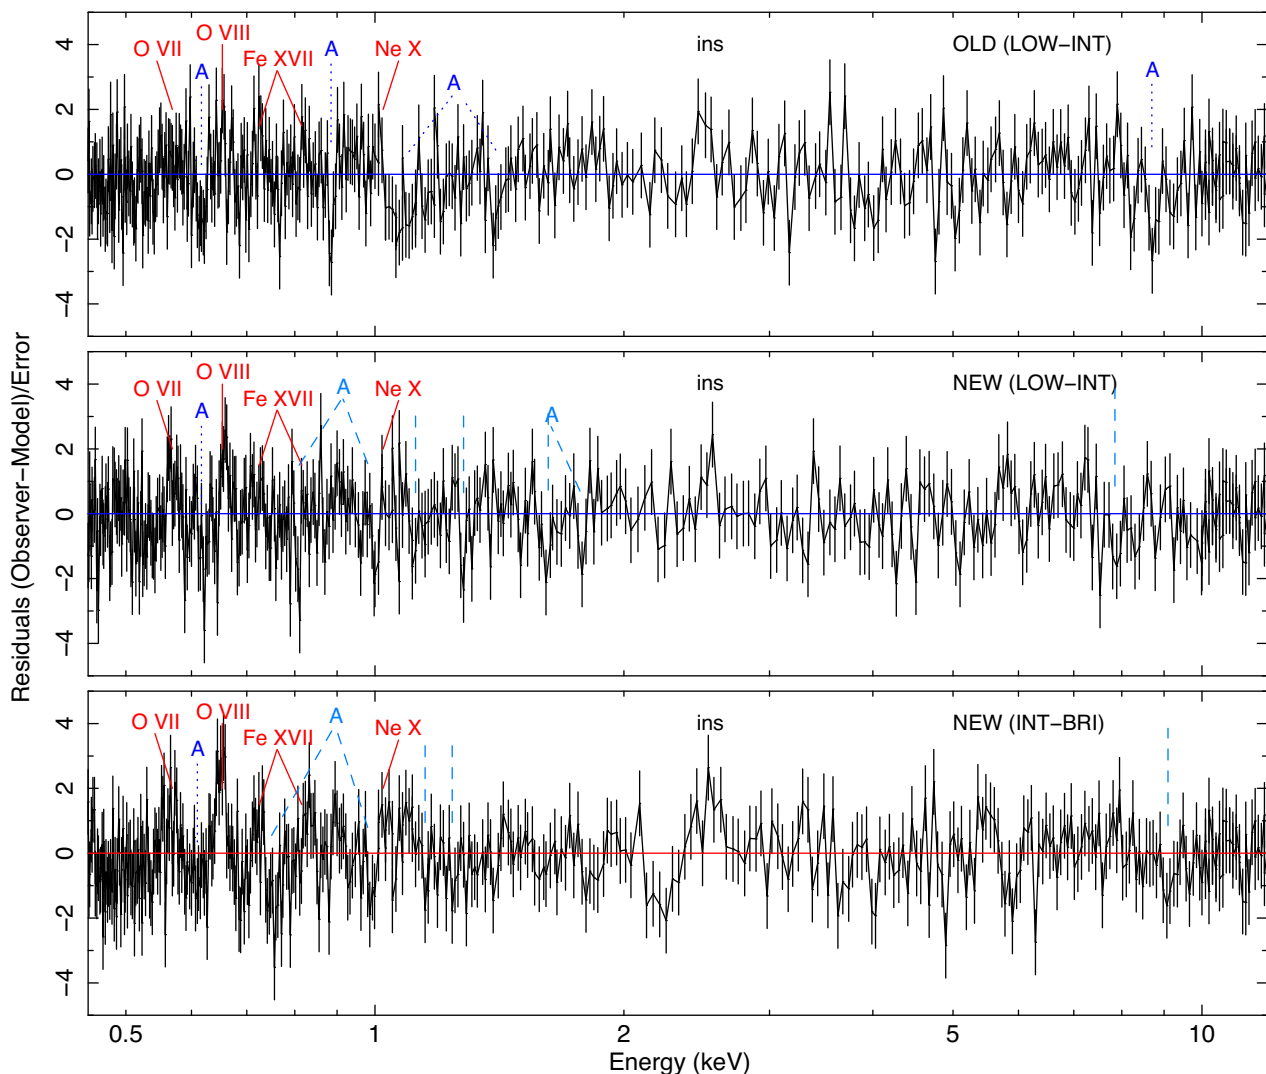 Residuals (Observer−Model)/Error
4
2
0
−2
−4
O VII
O VIII
A
Fe XVII
A
Ne X
A
ins
OLD (LOW−INT)
A
4
2
0
−2
−4
O VII
O VIII
A
Fe XVII
A
Ne X
A
ins
NEW (LOW−INT)
4
2
0
−2
−4
O VII
O VIII
A
Fe XVII
A
Ne X
ins
NEW (INT−BRI)
0.5 1 2 5 10
Energy (keV)